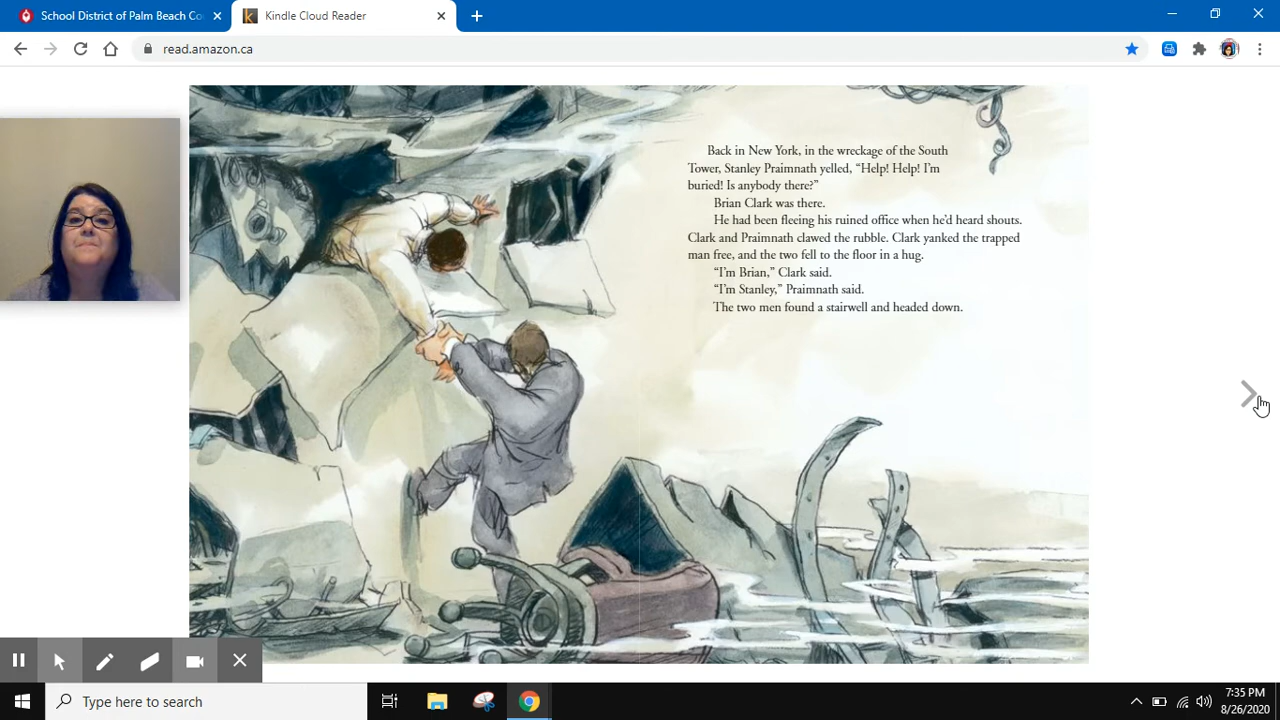 School District of Palm Beach Co
Kindle Cloud Reader
read.amazon.ca
Back in New York, in the wreckage of the South
Tower, Stanley Praimnath yelled, “Help! Help! I’m
buried! Is anybody there?”
Brian Clark was there.
He had been fleeing his ruined office when he’d heard shouts.
Clark and Praimnath clawed the rubble. Clark yanked the trapped
man free, and the two fell to the floor in a hug.
“I’m Brian,” Clark said.
“I’m Stanley,” Praimnath said.
The two men found a stairwell and headed down.
Type here to search
7:35 PM
8/26/2020